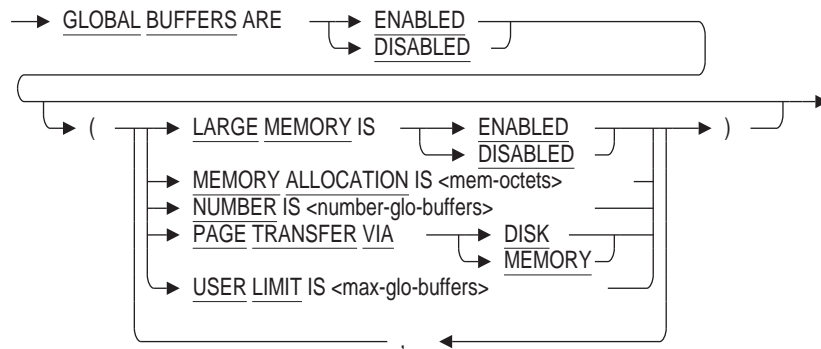 GLOBAL BUFFERS ARE ENABLED
DISABLED
( LARGE MEMORY IS ENABLED )
DISABLED
MEMORY ALLOCATION IS <mem-octets>
NUMBER IS <number-glo-buffers>
PAGE TRANSFER VIA DISK
MEMORY
USER LIMIT IS <max-glo-buffers>
,